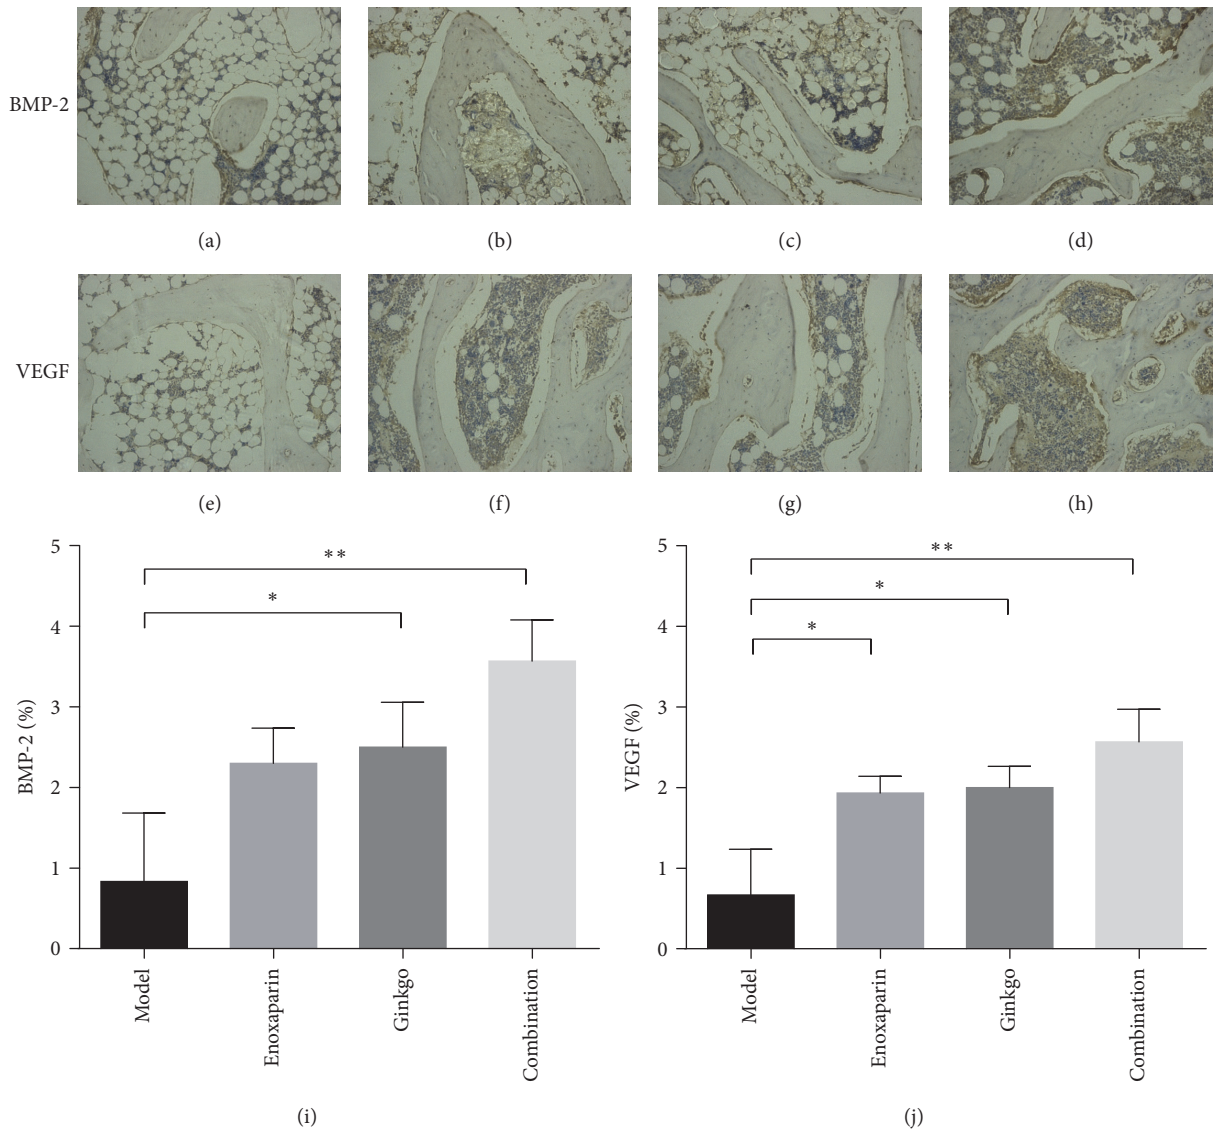 BMP-2
(a)
(b)
(c)
(d)
VEGF
(e)
(f)
(g)
(h)
5
4
3
2
1
0
BMP-2 (%)
**
*
Model
Enoxaparin
Ginkgo
Combination
(i)
5
4
3
2
1
0
VEGF (%)
**
*
*
Model
Enoxaparin
Ginkgo
Combination
(j)